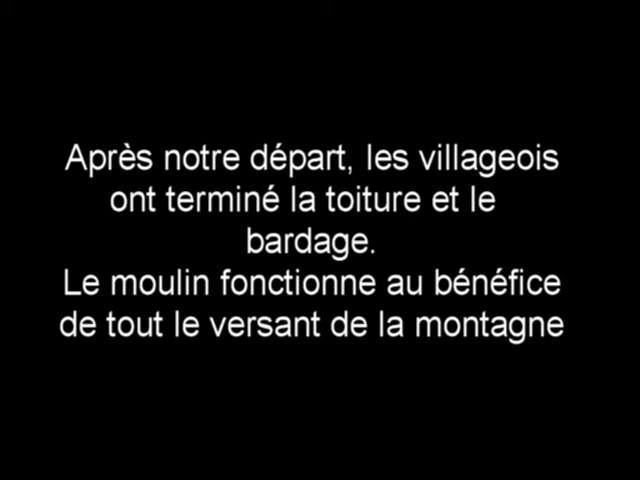 Après notre départ, les villageois
ont terminé la toiture et le
bardage.
Le moulin fonctionne au bénéfice
de tout le versant de la montagne